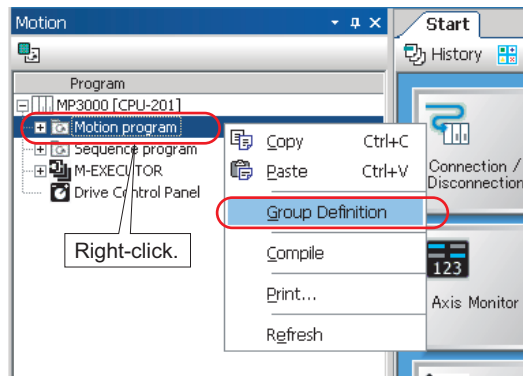 Motion
Start
History
Program
MP3000 [CPU-201]
Motion program
Sequence program
M-EXECUTOR
Drive Control Panel
Right-click.
Copy Ctrl+C
Paste Ctrl+V
Group Definition
Compile
Print...
Refresh
Connection /
Disconnection
123
Axis Monitor